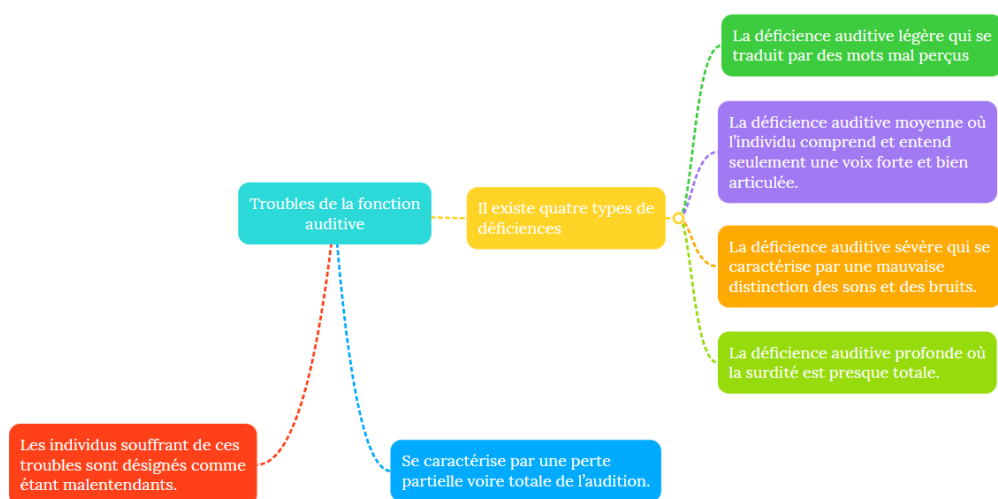 Troubles de la fonction
auditive
Il existe quatre types de
déficiences
La déficience auditive légère qui se
traduit par des mots mal perçus
La déficience auditive moyenne où
l'individu comprend et entend
seulement une voix forte et bien
articulée.
La déficience auditive sévère qui se
caractérise par une mauvaise
distinction des sons et des bruits.
La déficience auditive profonde où
la surdité est presque totale.
Les individus souffrant de ces
troubles sont désignés comme
étant malentendants.
Se caractérise par une perte
partielle voire totale de l'audition.